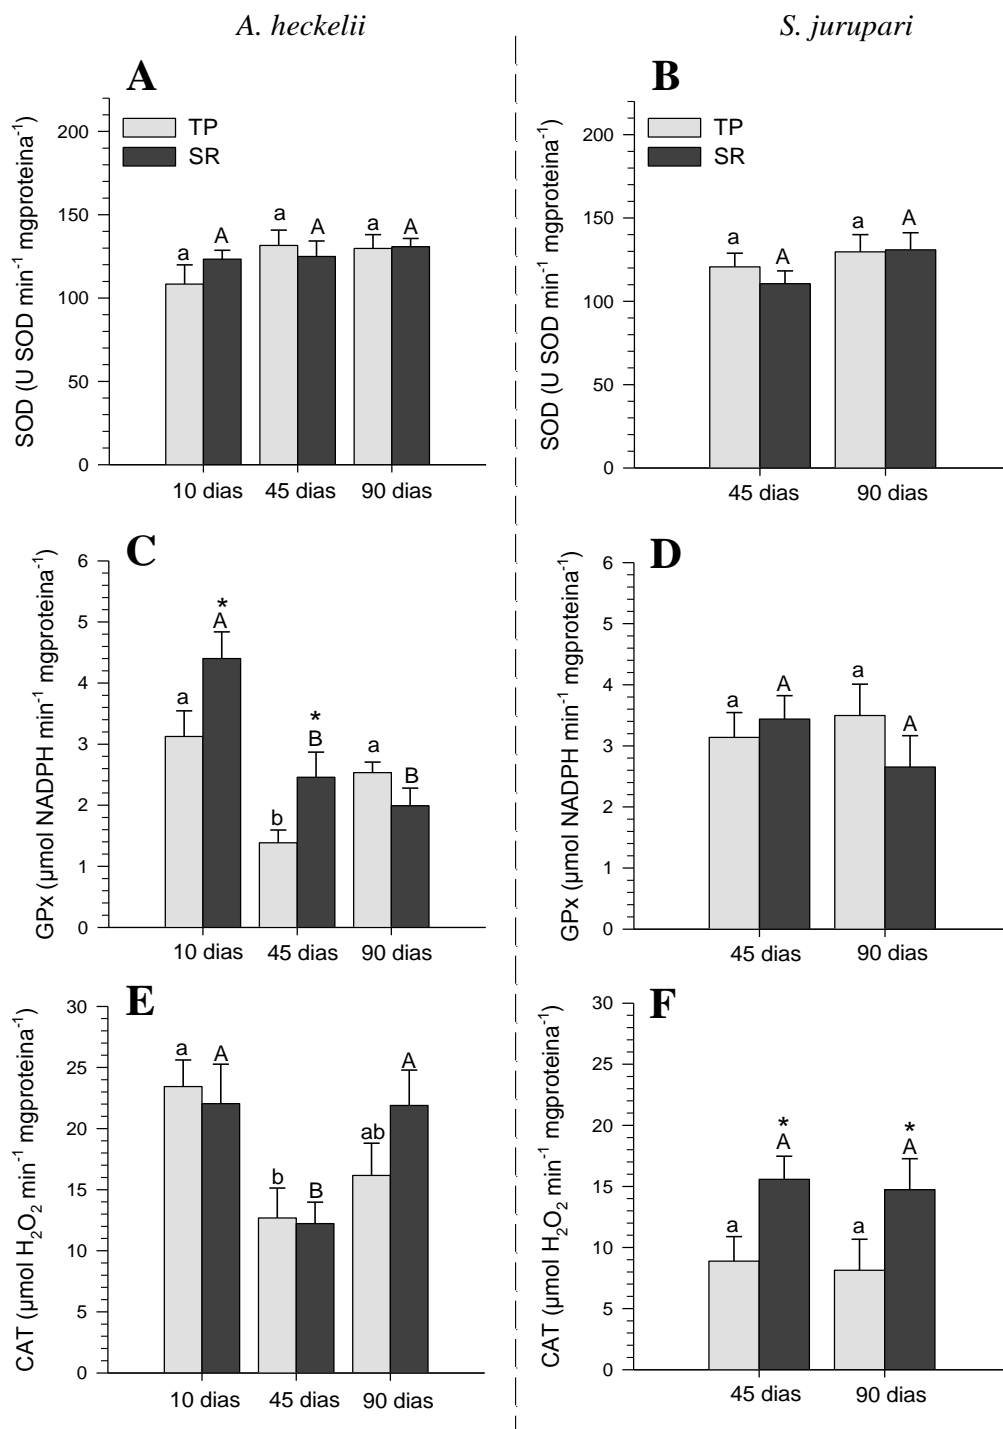 A. heckelii
S. jurupari
A
TP
SR
SOD (U SOD min⁻¹ mgproteina⁻¹)
200
150
100
50
0
a A a A a A
10 dias 45 dias 90 dias
B
TP
SR
SOD (U SOD min⁻¹ mgproteina⁻¹)
200
150
100
50
0
a A a A
45 dias 90 dias
C
GPx (µmol NADPH min⁻¹ mgproteina⁻¹)
6
5
4
3
2
1
0
* *
a A b B a B
10 dias 45 dias 90 dias
D
GPx (µmol NADPH min⁻¹ mgproteina⁻¹)
6
5
4
3
2
1
0
a A a A
45 dias 90 dias
E
CAT (µmol H₂O₂ min⁻¹ mgproteina⁻¹)
30
25
20
15
10
5
0
a A b B ab A
10 dias 45 dias 90 dias
F
CAT (µmol H₂O₂ min⁻¹ mgproteina⁻¹)
30
25
20
15
10
5
0
* *
a A a A
45 dias 90 dias